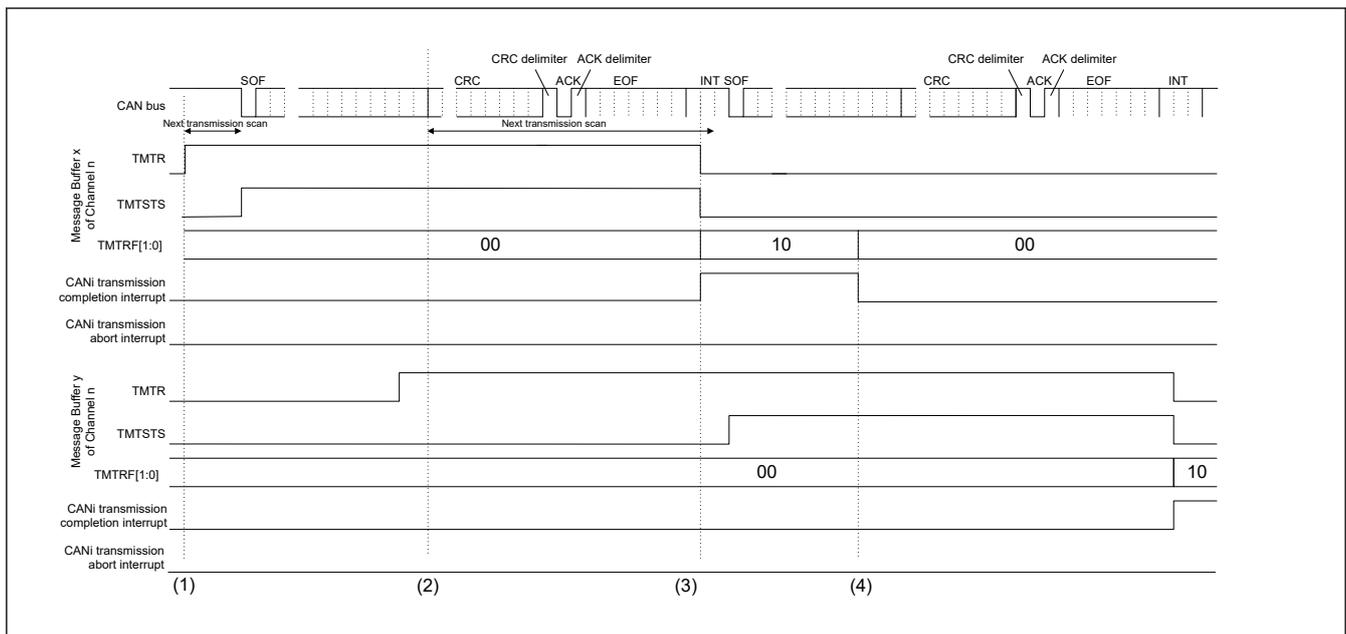 CRC delimiter ACK delimiter CRC delimiter ACK delimiter
SOF CRC ACK EOF INT SOF CRC ACK EOF INT
CAN bus
Next transmission scan Next transmission scan
Message Buffer x
of Channel n
TMTR
TMTSTS
TMTRF[1:0] 00 10 00
CANi transmission
completion interrupt
CANi transmission
abort interrupt
Message Buffer y
of Channel n
TMTR
TMTSTS
TMTRF[1:0] 00 10
CANi transmission
completion interrupt
CANi transmission
abort interrupt
(1) (2) (3) (4)